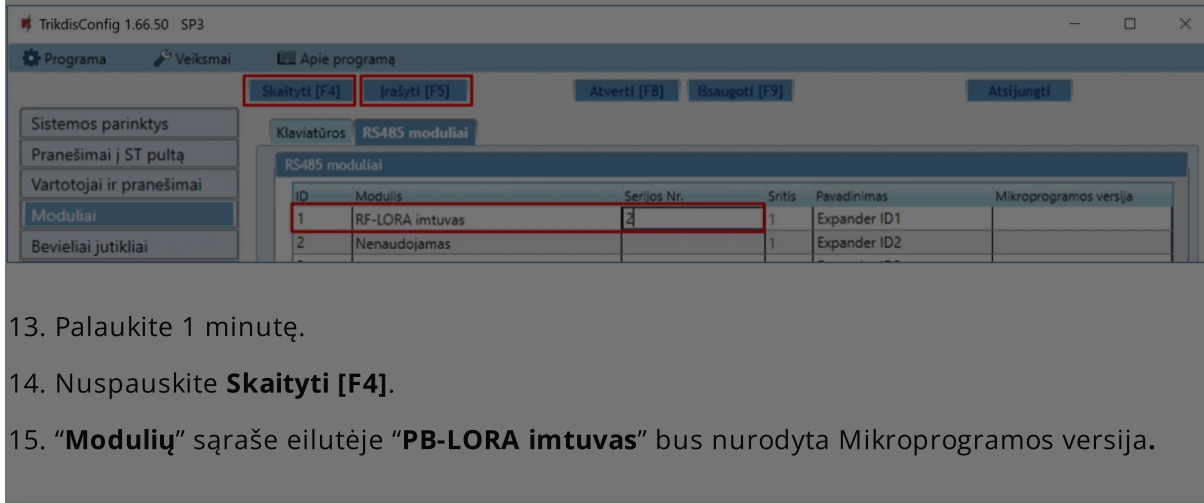 TrikdisConfig 1.66.50 SP3
Programa Veiksmai Apie programą
Skaityti [F4] Įrašyti [F5] Atverti [F8] Išsaugoti [F9] Atsijungti
Sistemos parinktys
Pranešimai į ST pultą
Vartotojai ir pranešimai
Moduliai
Bevieliai jutikliai
Klaviatūros RS485 moduliai
RS485 moduliai
ID Modulis Serijos Nr. Sritis Pavadinimas Mikroprogramos versija
1 RF-LORA imtuvas 2 1 Expander ID1
2 Nenaudojamas 1 Expander ID2
13. Palaukite 1 minutę.
14. Nuspauskite Skaityti [F4].
15. “Modulių” sąraše eilutėje “PB-LORA imtuvas” bus nurodyta Mikroprogramos versija.